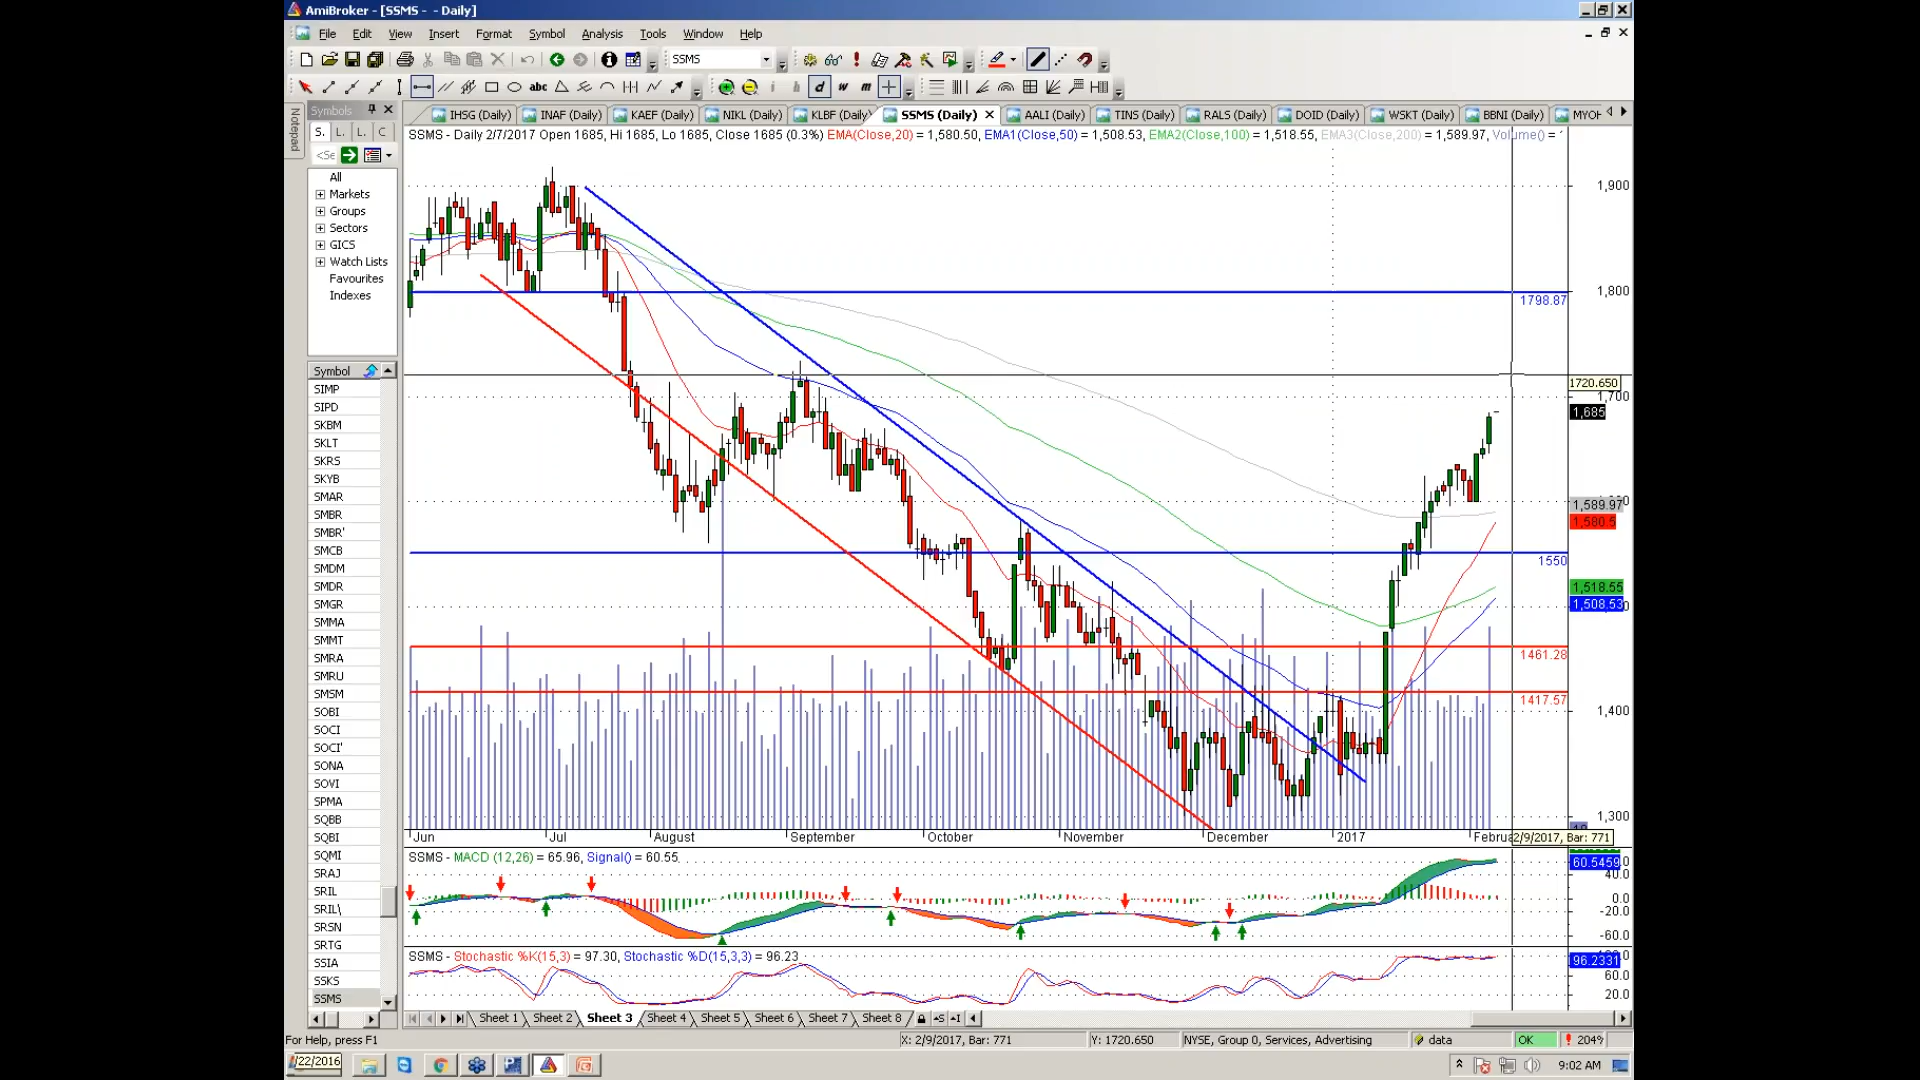 AmiBroker - [SSMS - - Daily]
File Edit View Insert Format Symbol Analysis Tools Window Help
SSMS
abc d w m
Notepad
Symbols
IHSG (Daily) INAF (Daily) KAEF (Daily) NIKL (Daily) KLBF (Daily) SSMS (Daily) AALI (Daily) TINS (Daily) RALS (Daily) DOID (Daily) WSKT (Daily) BBNI (Daily) MYOH
S. L. L. C
<Se
All
Markets
Groups
Sectors
GICS
Watch Lists
Favourites
Indexes
Symbol
SIMP
SIPD
SKBM
SKLT
SKRS
SKYB
SMAR
SMBR
SMBR'
SMCB
SMDM
SMDR
SMGR
SMMA
SMMT
SMRA
SMRU
SMSM
SOBI
SOCI
SOCI'
SONA
SOVI
SPMA
SQBB
SQBI
SQMI
SRAJ
SRIL
SRIL\
SRSN
SRTG
SSIA
SSKS
SSMS
SSMS - Daily 2/7/2017 Open 1685, Hi 1685, Lo 1685, Close 1685 (0.3%) EMA(Close,20) = 1,580.50, EMA1(Close,50) = 1,508.53, EMA2(Close,100) = 1,518.55, EMA3(Close,200) = 1,589.97, Volume() =
1,900
1,800
1798.87
1720.650
1,700
1,685
1,589.97
1,580.5
1550
1,518.55
1,508.53
1461.28
1417.57
1,400
1,300
Jun Jul August September October November December 2017 Februa
2/9/2017, Bar: 771
SSMS - MACD (12,26) = 65.96, Signal() = 60.55
60.5459
40.0
0.0
-20.0
-60.0
SSMS - Stochastic %K(15,3) = 97.30, Stochastic %D(15,3,3) = 96.23
96.2331
60.0
20.0
Sheet 1 Sheet 2 Sheet 3 Sheet 4 Sheet 5 Sheet 6 Sheet 7 Sheet 8
For Help, press F1
X: 2/9/2017, Bar: 771 Y: 1720.650 NYSE, Group 0, Services, Advertising data OK
/22/2016
9:02 AM